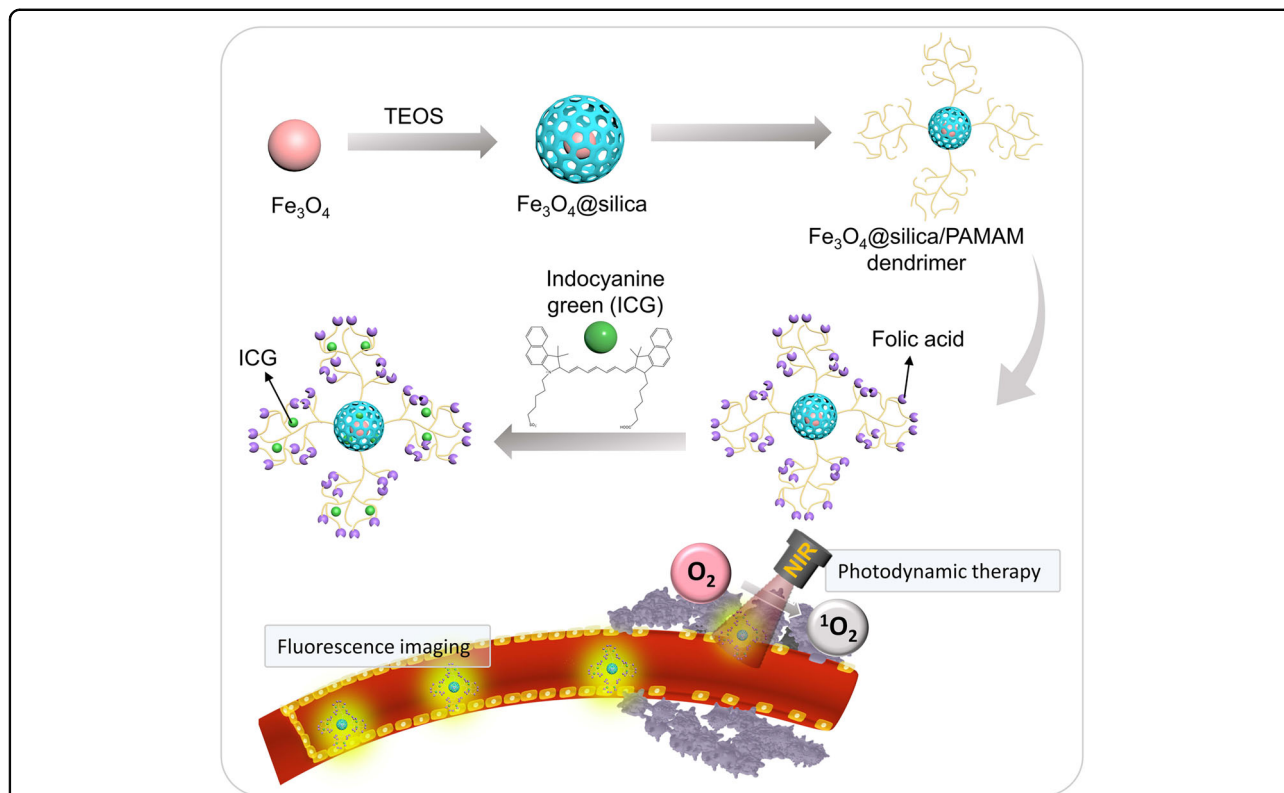 TEOS
Fe₃O₄
Fe₃O₄@silica
Fe₃O₄@silica/PAMAM
dendrimer
Indocyanine
green (ICG)
ICG
Folic acid
HOOC
O₂
NIR
Photodynamic therapy
¹O₂
Fluorescence imaging